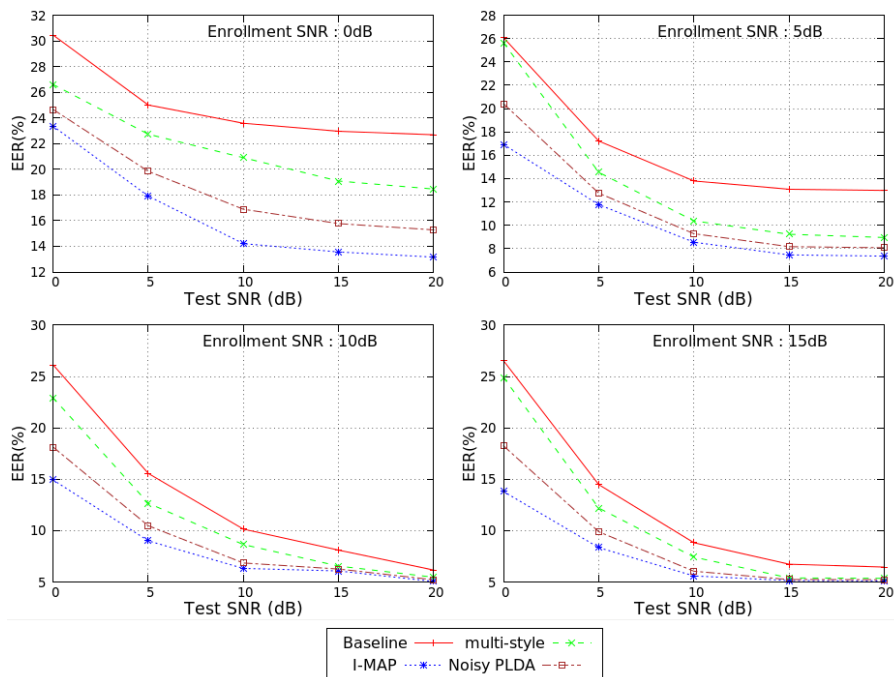 Enrollment SNR : 0dB
EER(%)
32
30
28
26
24
22
20
18
16
14
12
0 5 10 15 20
Test SNR (dB)
Enrollment SNR : 5dB
EER(%)
28
26
24
22
20
18
16
14
12
10
8
6
0 5 10 15 20
Test SNR (dB)
Enrollment SNR : 10dB
EER(%)
30
25
20
15
10
5
0 5 10 15 20
Test SNR (dB)
Enrollment SNR : 15dB
EER(%)
30
25
20
15
10
5
0 5 10 15 20
Test SNR (dB)
Baseline multi-style
I-MAP Noisy PLDA